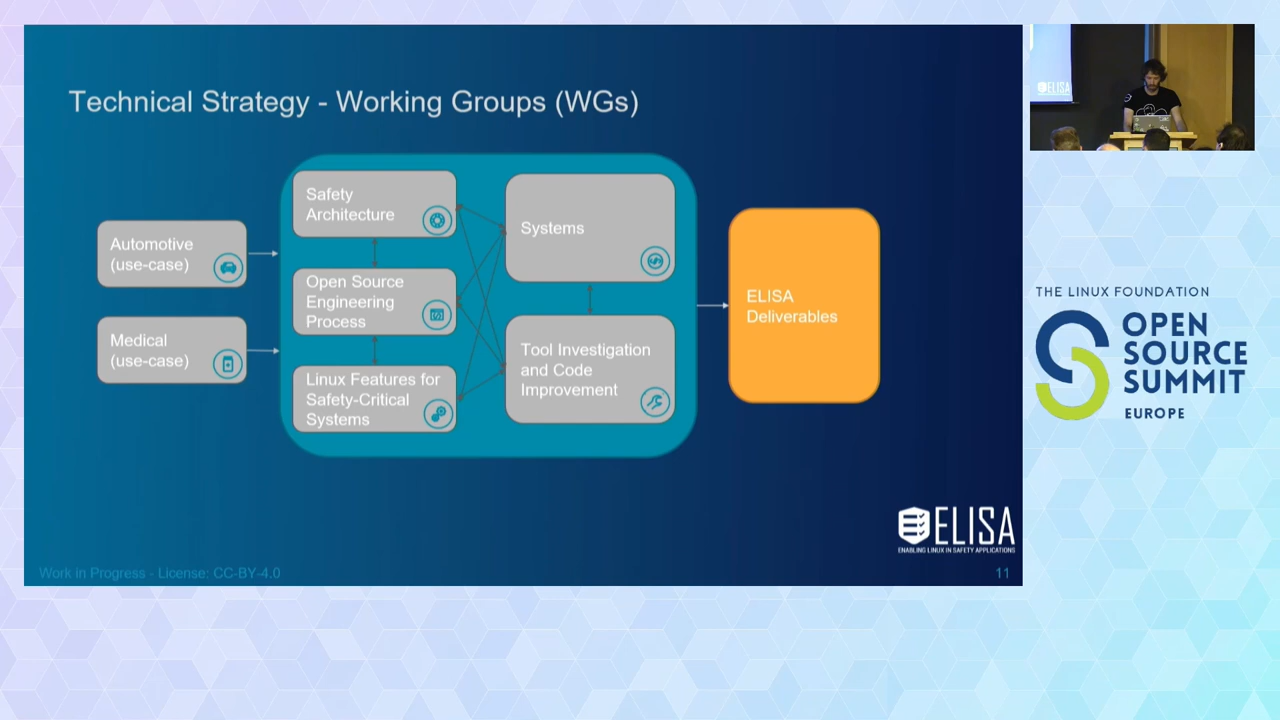 Technical Strategy - Working Groups (WGs)
Automotive
(use-case)
Medical
(use-case)
Safety
Architecture
Open Source
Engineering
Process
Linux Features for
Safety-Critical
Systems
Systems
Tool Investigation
and Code
Improvement
ELISA
Deliverables
ELISA
ENABLING LINUX IN SAFETY APPLICATIONS
Work in Progress - License: CC-BY-4.0
11
ELISA
THE LINUX FOUNDATION
OPEN
SOURCE
SUMMIT
EUROPE